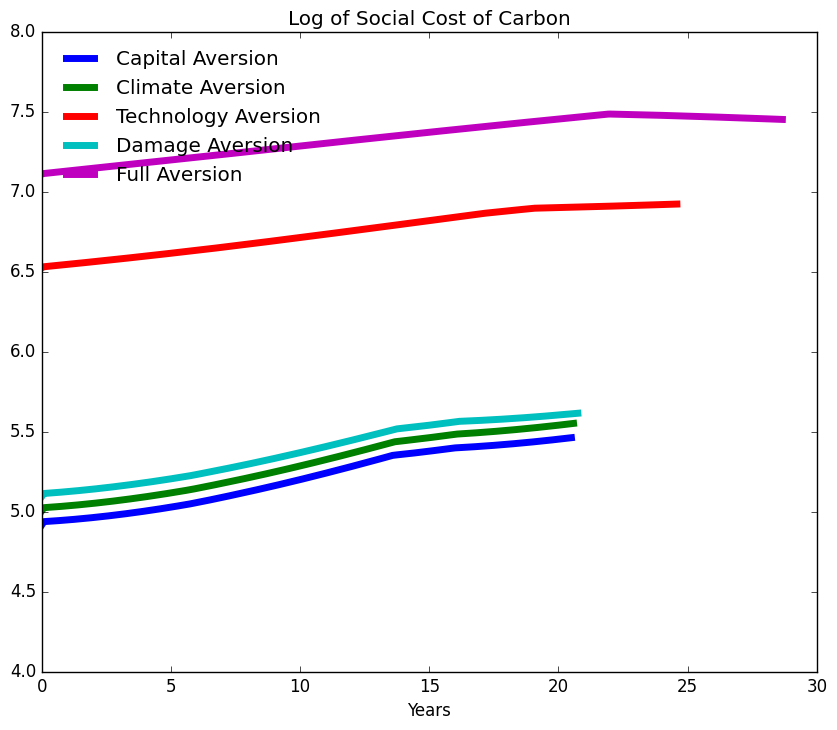 Log of Social Cost of Carbon
8.0
7.5
7.0
6.5
6.0
5.5
5.0
4.5
4.0
Capital Aversion
Climate Aversion
Technology Aversion
Damage Aversion
Full Aversion
0 5 10 15 20 25 30
Years